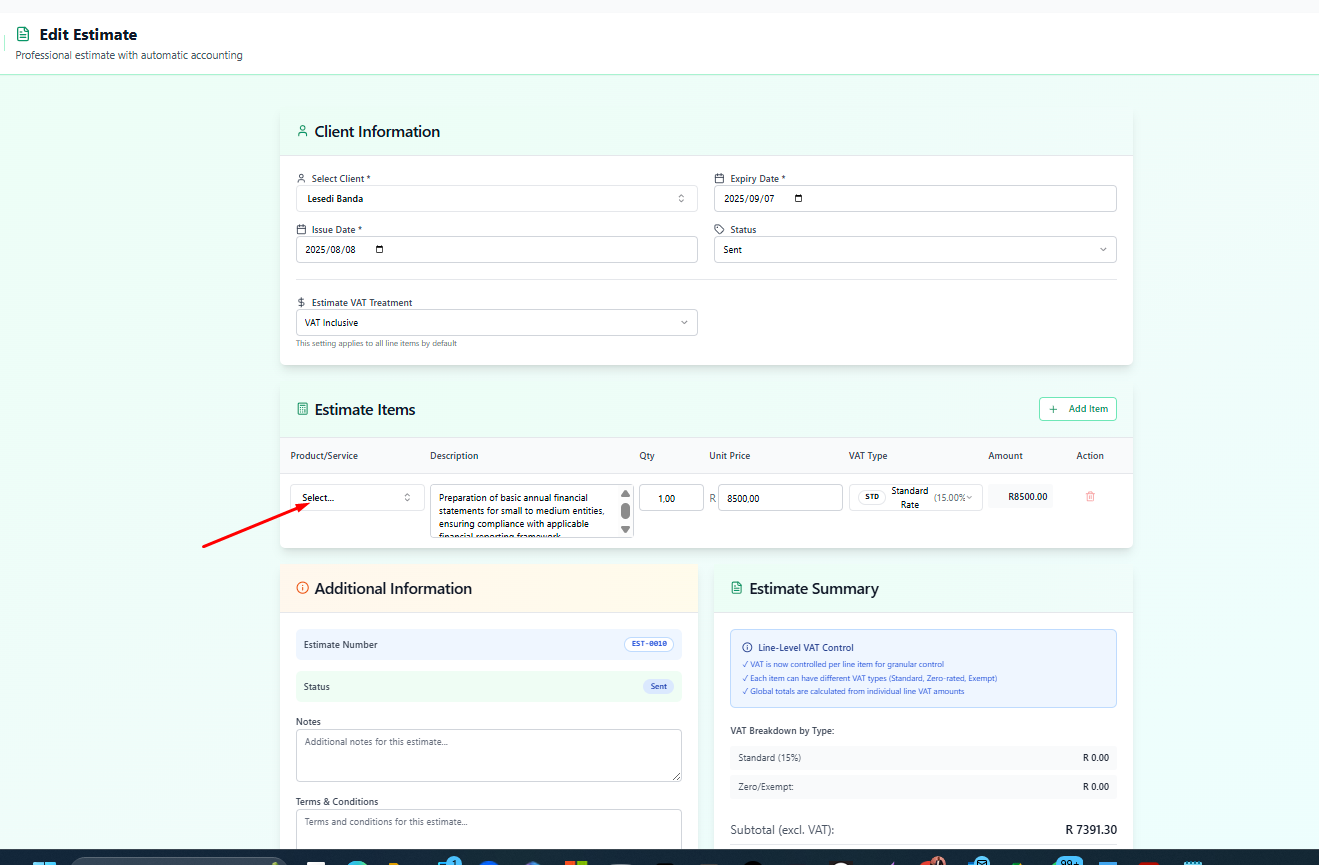 Edit Estimate
Professional estimate with automatic accounting
Client Information
Select Client *
Lesedi Banda
Expiry Date *
2025/09/07
Issue Date *
2025/08/08
Status
Sent
Estimate VAT Treatment
VAT Inclusive
This setting applies to all line items by default
Estimate Items
+ Add Item
Product/Service Description Qty Unit Price VAT Type Amount Action
Select...
Preparation of basic annual financial
statements for small to medium entities,
ensuring compliance with applicable
financial reporting framework
1,00
R 8500,00
STD Standard Rate (15.00%
R8500.00
Additional Information
Estimate Number EST-0010
Status Sent
Notes
Additional notes for this estimate...
Terms & Conditions
Terms and conditions for this estimate...
Estimate Summary
Line-Level VAT Control
✓ VAT is now controlled per line item for granular control
✓ Each item can have different VAT types (Standard, Zero-rated, Exempt)
✓ Global totals are calculated from individual line VAT amounts
VAT Breakdown by Type:
Standard (15%) R 0.00
Zero/Exempt: R 0.00
Subtotal (excl. VAT): R 7391.30
1
99+